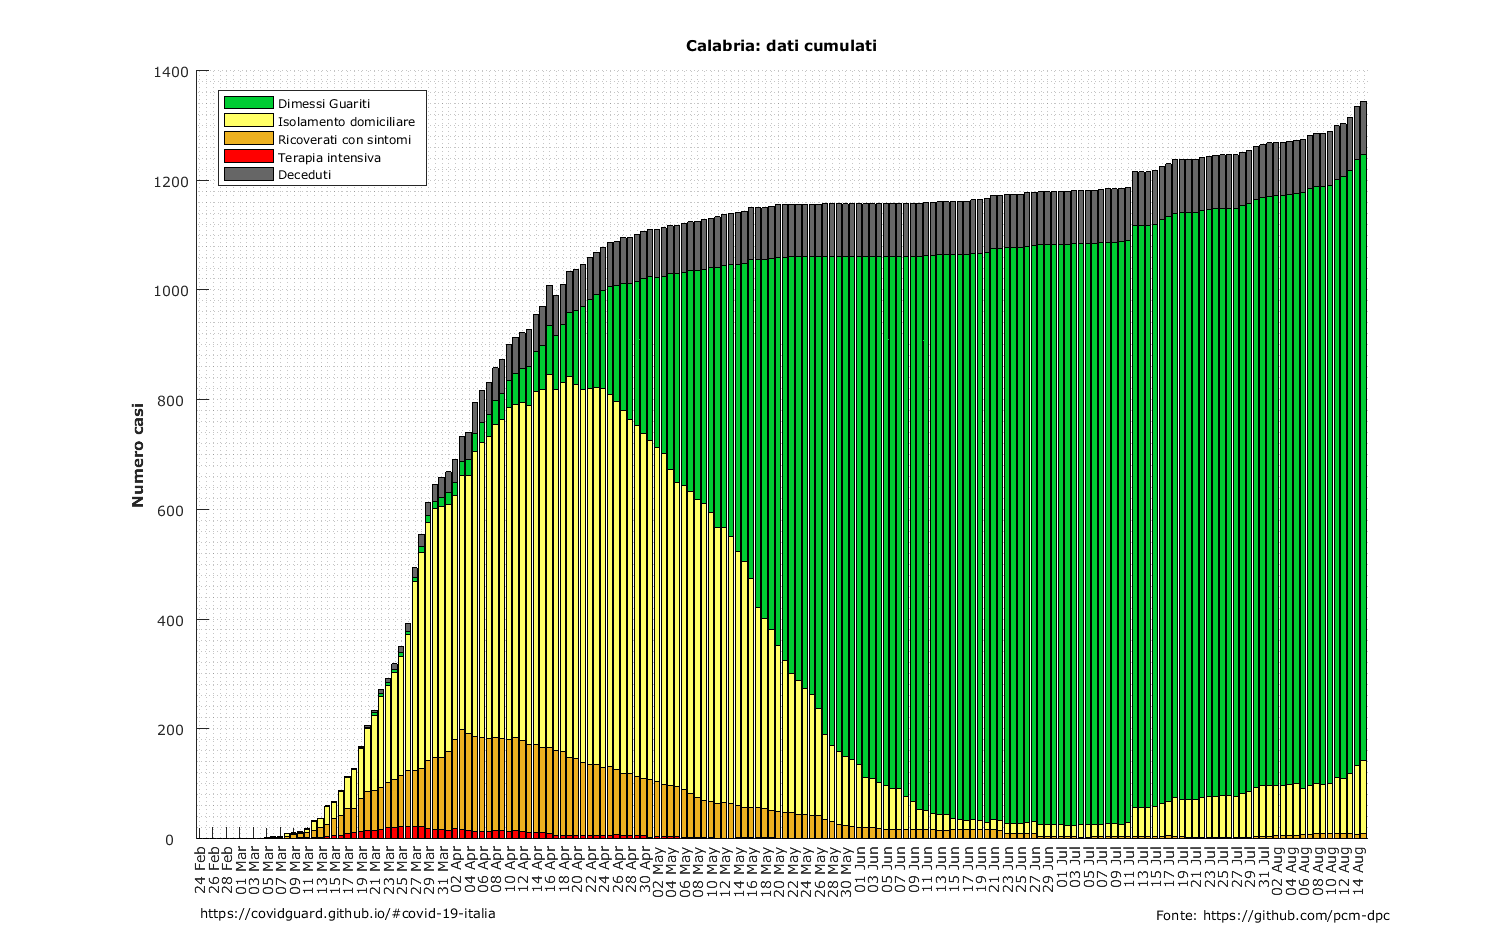 Calabria: dati cumulati
1400
1200
1000
800
600
400
200
0
Numero casi
Dimessi Guariti
Isolamento domiciliare
Ricoverati con sintomi
Terapia intensiva
Deceduti
24 Feb
26 Feb
28 Feb
01 Mar
03 Mar
05 Mar
07 Mar
09 Mar
11 Mar
13 Mar
15 Mar
17 Mar
19 Mar
21 Mar
23 Mar
25 Mar
27 Mar
29 Mar
31 Mar
02 Apr
04 Apr
06 Apr
08 Apr
10 Apr
12 Apr
14 Apr
16 Apr
18 Apr
20 Apr
22 Apr
24 Apr
26 Apr
28 Apr
30 Apr
02 May
04 May
06 May
08 May
10 May
12 May
14 May
16 May
18 May
20 May
22 May
24 May
26 May
28 May
30 May
01 Jun
03 Jun
05 Jun
07 Jun
09 Jun
11 Jun
13 Jun
15 Jun
17 Jun
19 Jun
21 Jun
23 Jun
25 Jun
27 Jun
29 Jun
01 Jul
03 Jul
05 Jul
07 Jul
09 Jul
11 Jul
13 Jul
15 Jul
17 Jul
19 Jul
21 Jul
23 Jul
25 Jul
27 Jul
29 Jul
31 Jul
02 Aug
04 Aug
06 Aug
08 Aug
10 Aug
12 Aug
14 Aug
https://covidguard.github.io/#covid-19-italia
Fonte: https://github.com/pcm-dpc